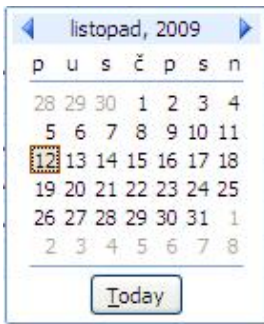 listopad, 2009
p u s č p s n
28 29 30 1 2 3 4
5 6 7 8 9 10 11
12 13 14 15 16 17 18
19 20 21 22 23 24 25
26 27 28 29 30 31 1
2 3 4 5 6 7 8
Today